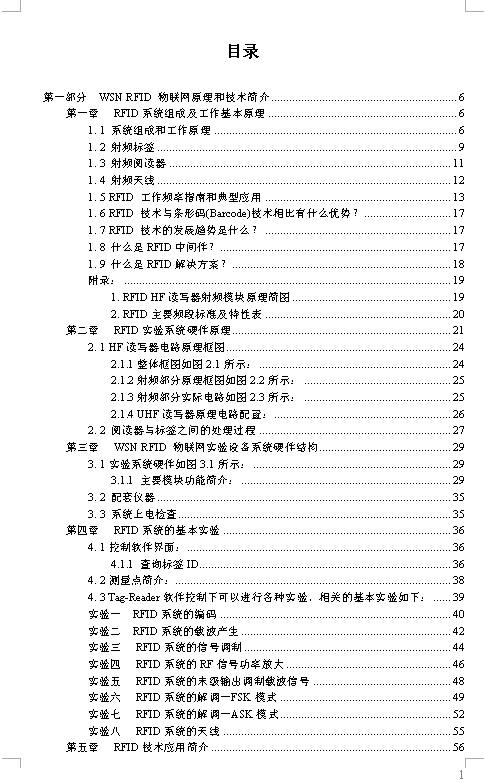 目录
第一部分 WSN RFID 物联网原理和技术简介 6
第一章 RFID 系统组成及工作基本原理 6
1.1 系统组成和工作原理 6
1.2 射频标签 9
1.3 射频阅读器 11
1.4 射频天线 12
1.5 RFID 工作频率指南和典型应用 13
1.6 RFID 技术与条形码(Barcode)技术相比有什么优势？ 17
1.7 RFID 技术的发展趋势是什么？ 17
1.8 什么是 RFID 中间件？ 17
1.9 什么是 RFID 解决方案？ 18
附录： 19
1. RFID HF 读写器射频模块原理简图 19
2. RFID 主要频段标准及特性表 20
第二章 RFID 实验系统硬件原理 21
2.1 HF 读写器电路原理框图 24
2.1.1 整体框图如图 2.1 所示： 24
2.1.2 射频部分原理框图如图 2.2 所示： 25
2.1.3 射频部分实际电路如图 2.3 所示： 25
2.1.4 UHF 读写器原理电路配置： 26
2.2 阅读器与标签之间的处理过程 27
第三章 WSN RFID 物联网实验设备系统硬件结构 29
3.1 实验系统硬件如图 3.1 所示： 29
3.1.1 主要模块功能简介： 29
3.2 配套仪器 35
3.3 系统上电检查 35
第四章 RFID 系统的基本实验 36
4.1 控制软件界面： 36
4.1.1 查询标签 ID 36
4.2 测量点简介： 38
4.3 Tag-Reader 软件控制下可以进行各种实验．相关的基本实验如下： 39
实验一 RFID 系统的编码 40
实验二 RFID 系统的载波产生 42
实验三 RFID 系统的信号调制 44
实验四 RFID 系统的 RF 信号功率放大 46
实验五 RFID 系统的末级输出调制载波信号 48
实验六 RFID 系统的解调—FSK 模式 49
实验七 RFID 系统的解调—ASK 模式 52
实验八 RFID 系统的天线 55
第五章 RFID 技术应用简介 56
1